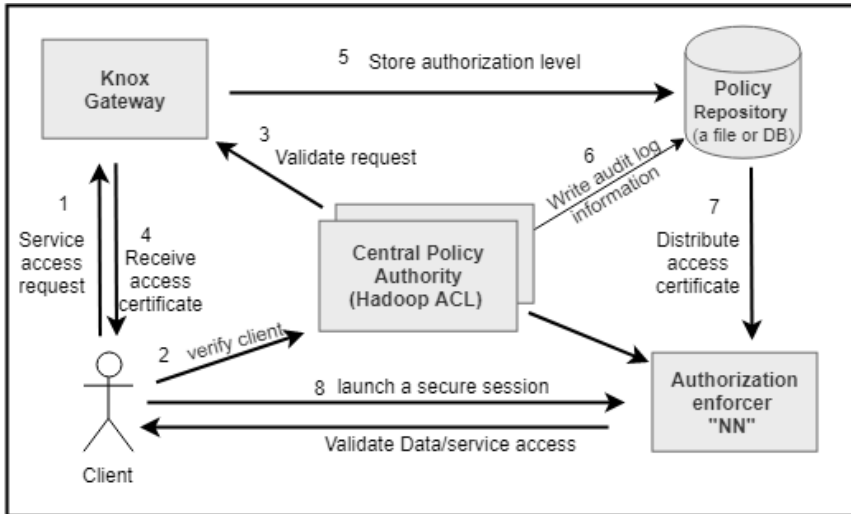 5 Store authorization level
Knox
Gateway
Policy
Repository
(a file or DB)
3
Validate request
6
Write audit log
information
1
Service
access
request
4
Receive
access
certificate
Central Policy
Authority
(Hadoop ACL)
7
Distribute
access
certificate
2 verify client
8 launch a secure session
Validate Data/service access
Authorization
enforcer
"NN"
Client